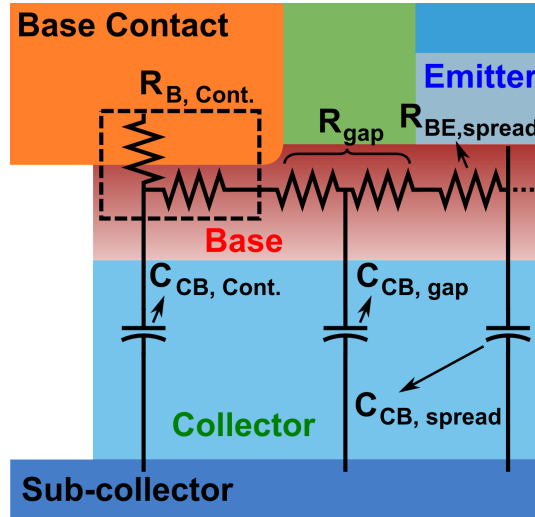 Base Contact
Emitter
R_B, Cont.
R_gap
R_BE,spread
Base
C_CB, Cont.
C_CB, gap
C_CB, spread
Collector
Sub-collector